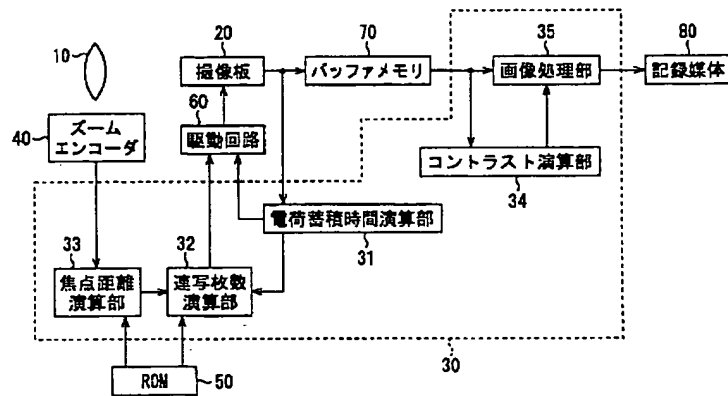 20
70
35
80
10
撮像板
バッファメモリ
画像処理部
記録媒体
60
40
ズーム
エンコーダ
駆動回路
コントラスト演算部
34
電荷蓄積時間演算部
31
33
32
焦点距離
演算部
連写枚数
演算部
30
ROM
50